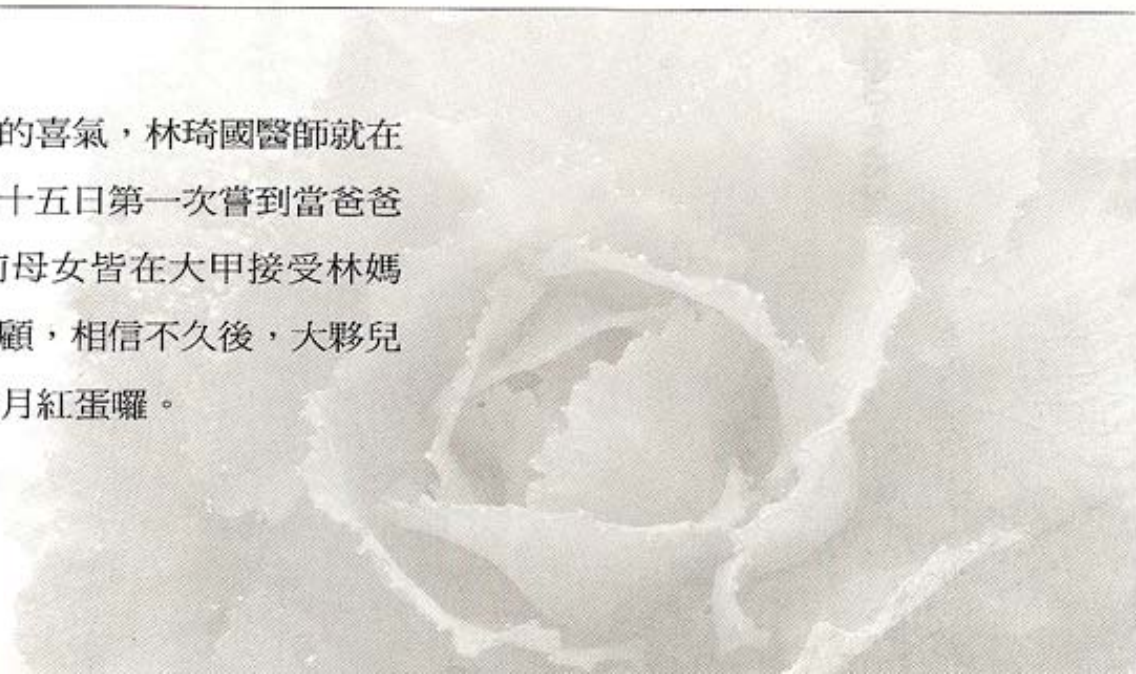 的喜氣，林琦國醫師就在
十五日第一次嘗到當爸爸
母女皆在大甲接受林媽
顧，相信不久後，大夥兒
月紅蛋囉。